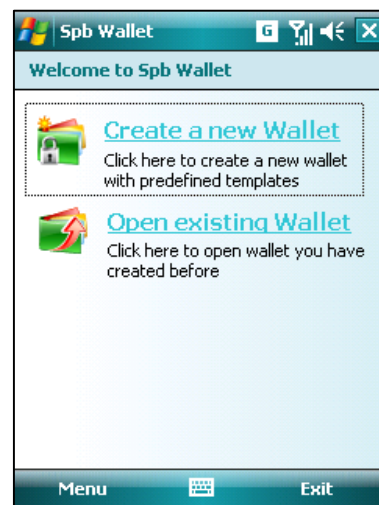 Spb Wallet G
Welcome to Spb Wallet
Create a new Wallet
Click here to create a new wallet
with predefined templates
Open existing Wallet
Click here to open wallet you have
created before
Menu Exit